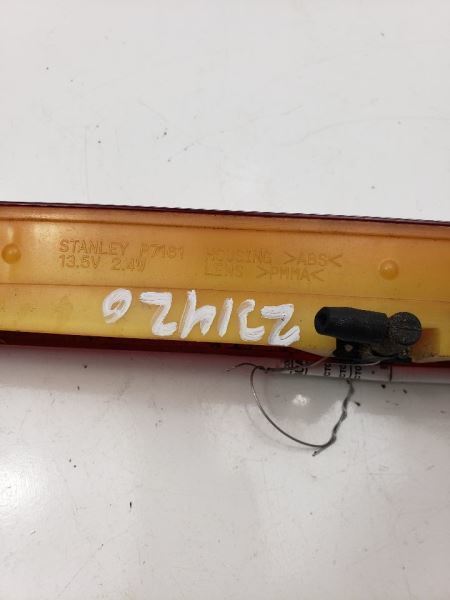 STANLEY P7181 HOUSING >ABS<
13.5V 2.4W LENS >PMMA<
231426